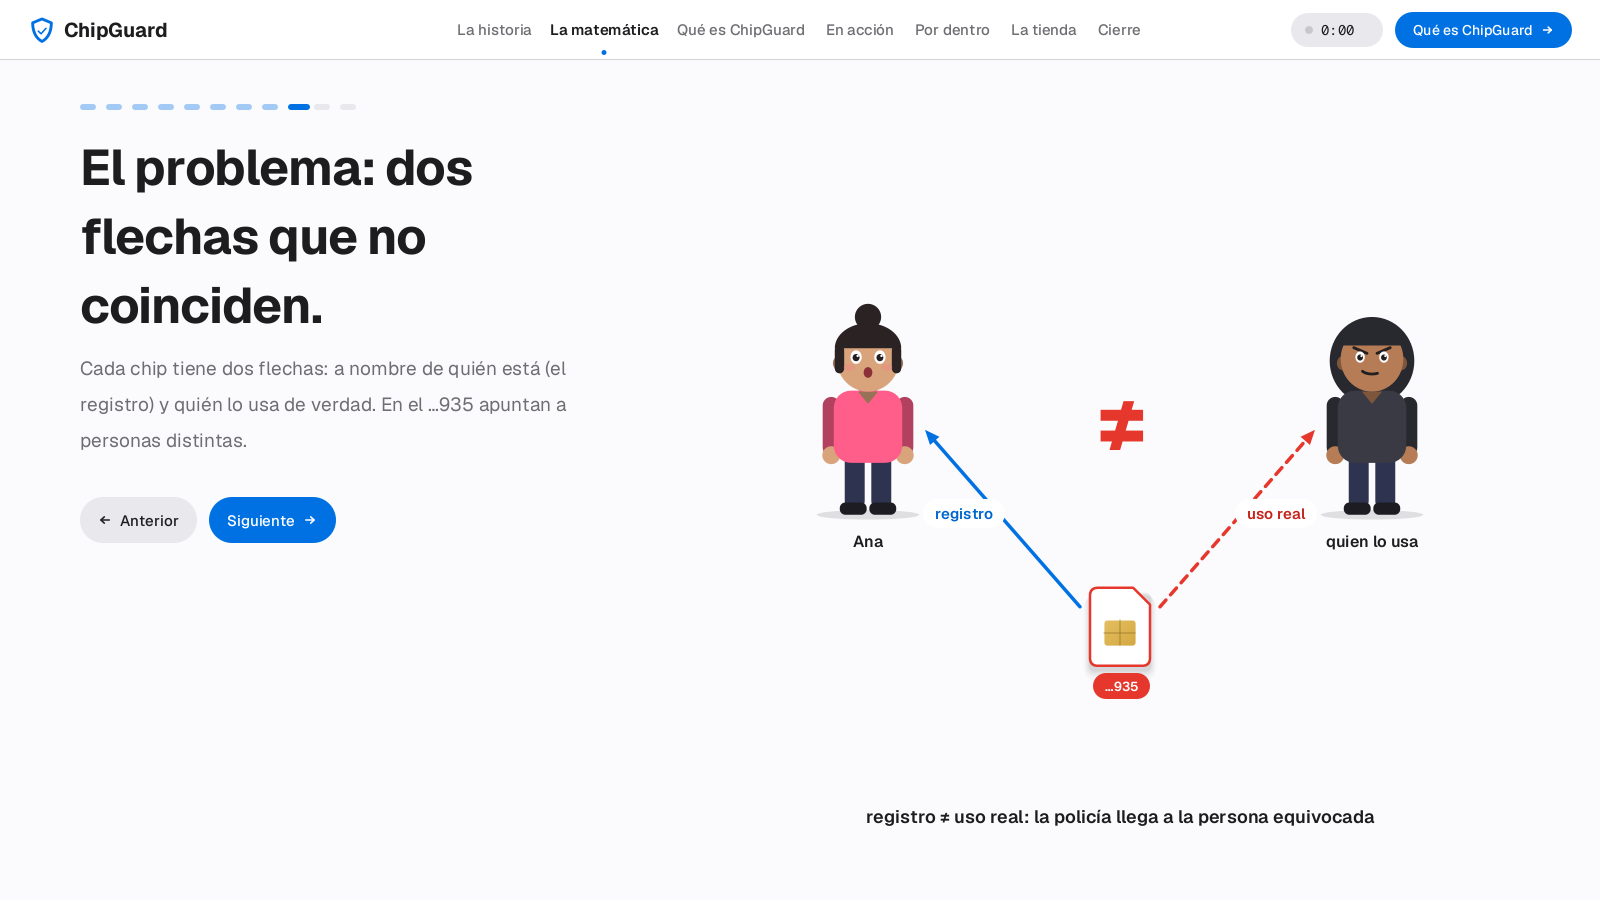 ChipGuard
La historia
La matemática
Qué es ChipGuard
En acción
Por dentro
La tienda
Cierre
0:00
Qué es ChipGuard →
El problema: dos
flechas que no
coinciden.
Cada chip tiene dos flechas: a nombre de quién está (el
registro) y quién lo usa de verdad. En el …935 apuntan a
personas distintas.
← Anterior
Siguiente →
≠
registro
uso real
Ana
quien lo usa
…935
registro ≠ uso real: la policía llega a la persona equivocada